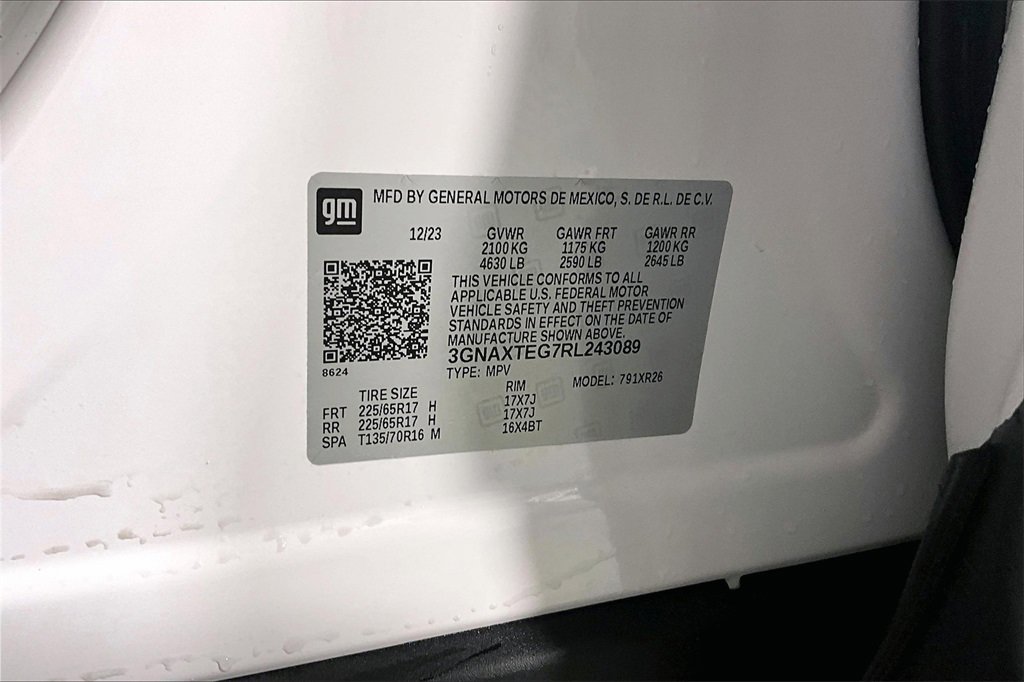 gm MFD BY GENERAL MOTORS DE MEXICO, S. DE R.L. DE C.V.
12/23 GVWR GAWR FRT GAWR RR
2100 KG 1175 KG 1200 KG
4630 LB 2590 LB 2645 LB
THIS VEHICLE CONFORMS TO ALL
APPLICABLE U.S. FEDERAL MOTOR
VEHICLE SAFETY AND THEFT PREVENTION
STANDARDS IN EFFECT ON THE DATE OF
MANUFACTURE SHOWN ABOVE.
3GNAXTEG7RL243089
8624
TYPE: MPV
MODEL: 791XR26
TIRE SIZE RIM
FRT 225/65R17 H 17X7J
RR 225/65R17 H 17X7J
SPA T135/70R16 M 16X4BT